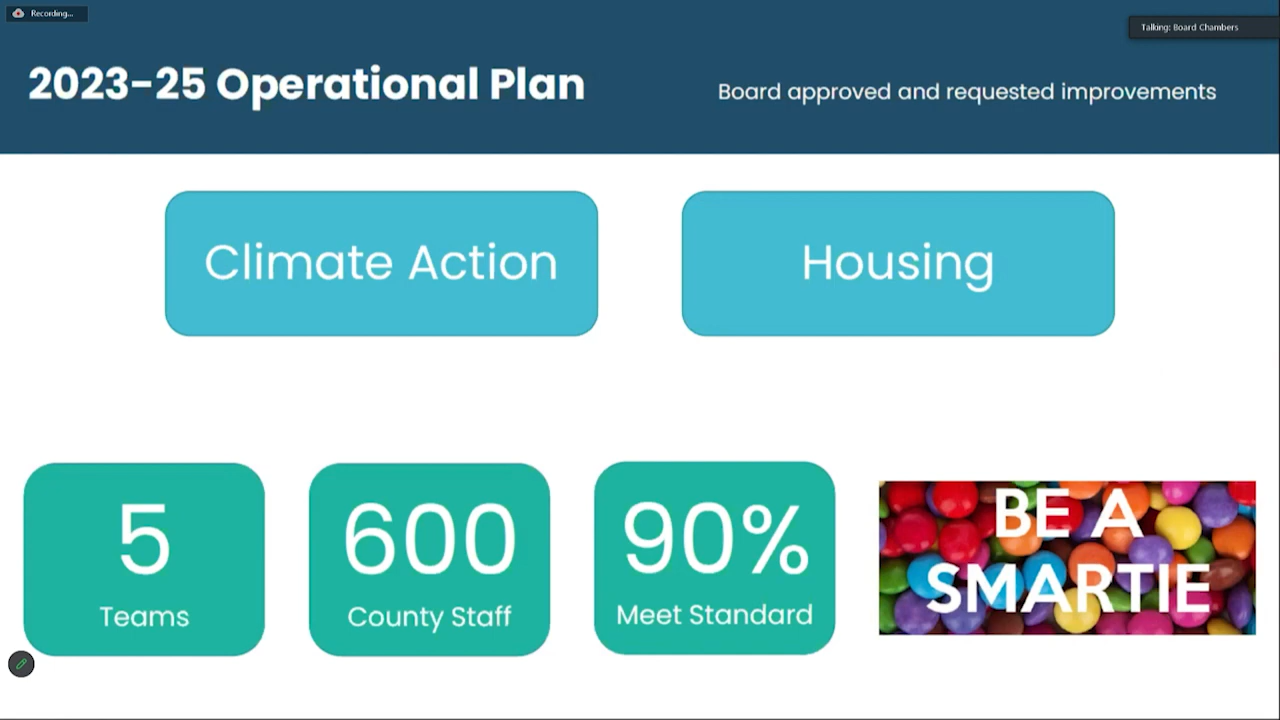 Recording...
Talking: Board Chambers
2023-25 Operational Plan
Board approved and requested improvements
Climate Action
Housing
5
Teams
600
County Staff
90%
Meet Standard
BE A
SMARTIE